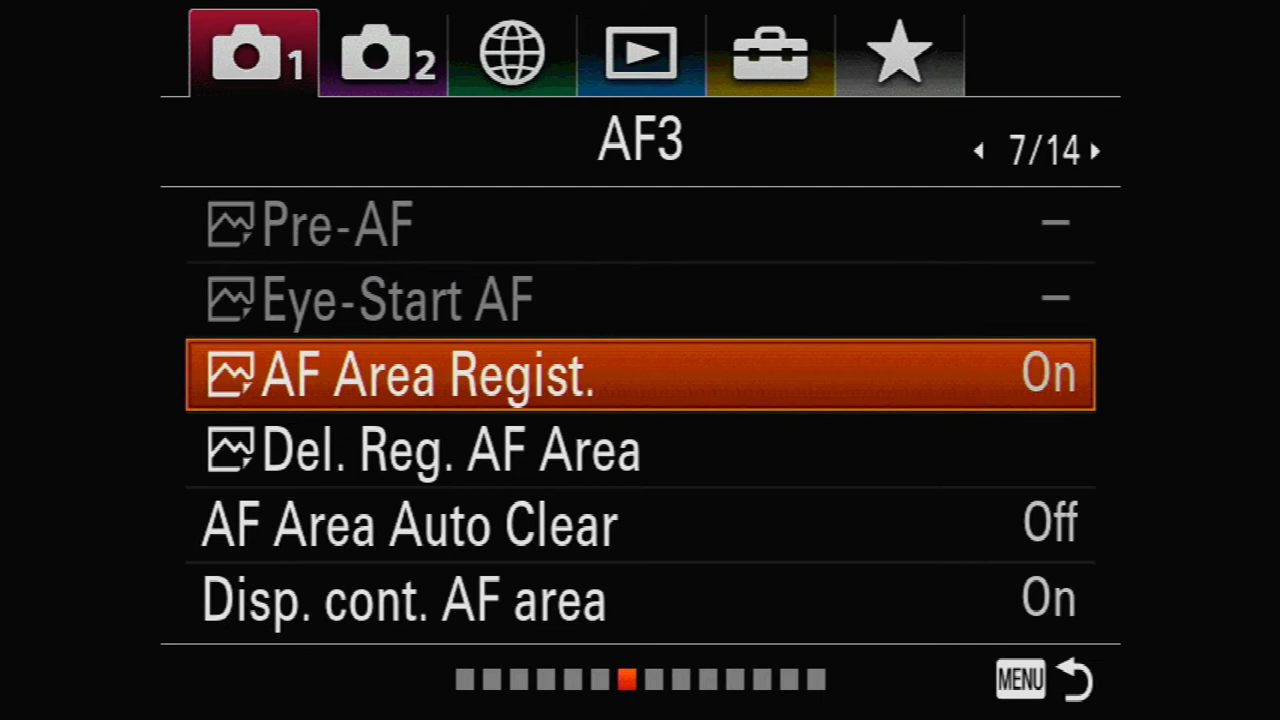 1 2
AF3 7/14
Pre-AF –
Eye-Start AF –
AF Area Regist. On
Del. Reg. AF Area
AF Area Auto Clear Off
Disp. cont. AF area On
MENU